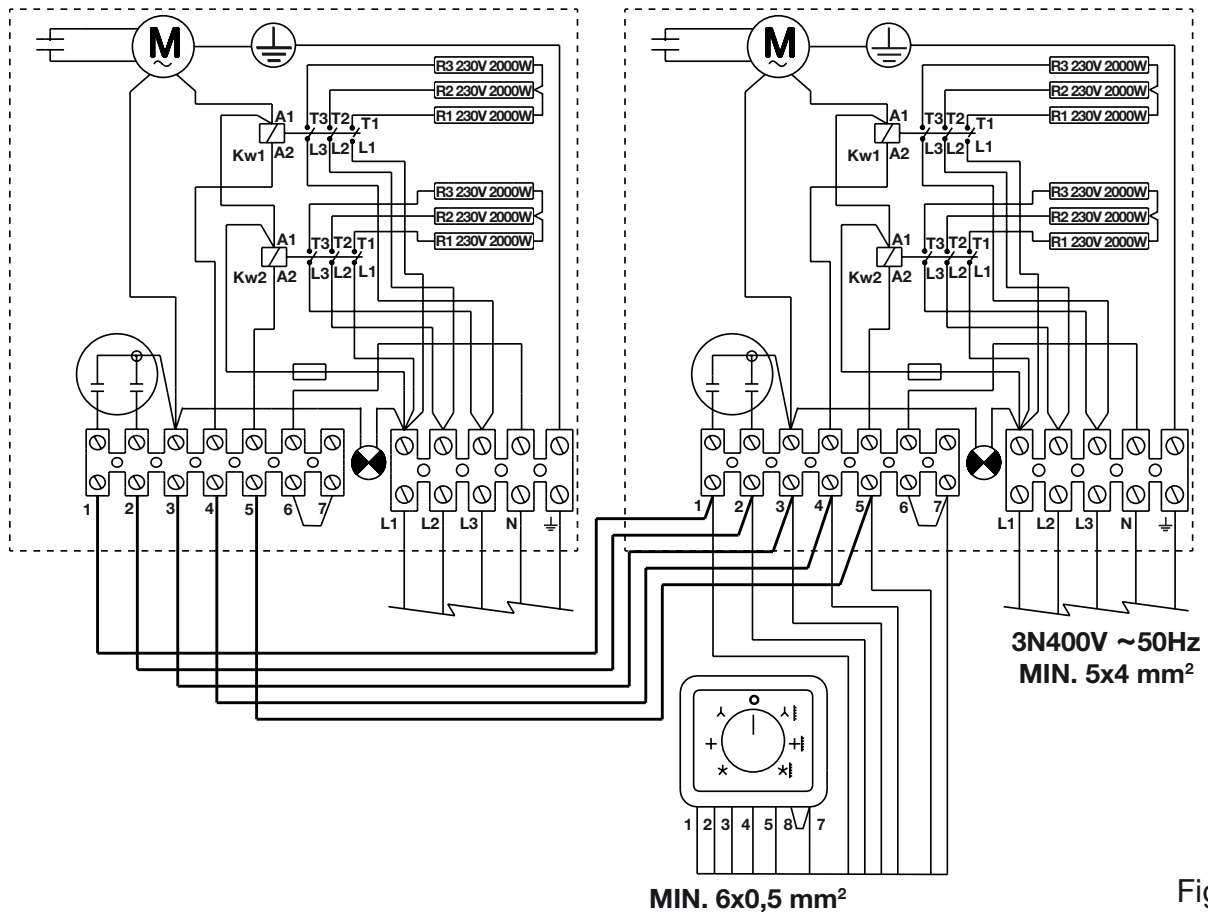 M
~
R3 230V 2000W
R2 230V 2000W
R1 230V 2000W
A1
T3 T2 T1
Kw1
A2
L3 L2 L1
R3 230V 2000W
R2 230V 2000W
R1 230V 2000W
A1
T3 T2 T1
Kw2
A2
L3 L2 L1
1 2 3 4 5 6 7
L1 L2 L3 N
M
~
R3 230V 2000W
R2 230V 2000W
R1 230V 2000W
A1
T3 T2 T1
Kw1
A2
L3 L2 L1
R3 230V 2000W
R2 230V 2000W
R1 230V 2000W
A1
T3 T2 T1
Kw2
A2
L3 L2 L1
1 2 3 4 5 6 7
L1 L2 L3 N
3N400V ~50Hz
MIN. 5x4 mm²
1 2 3 4 5 8 7
MIN. 6x0,5 mm²
Fig